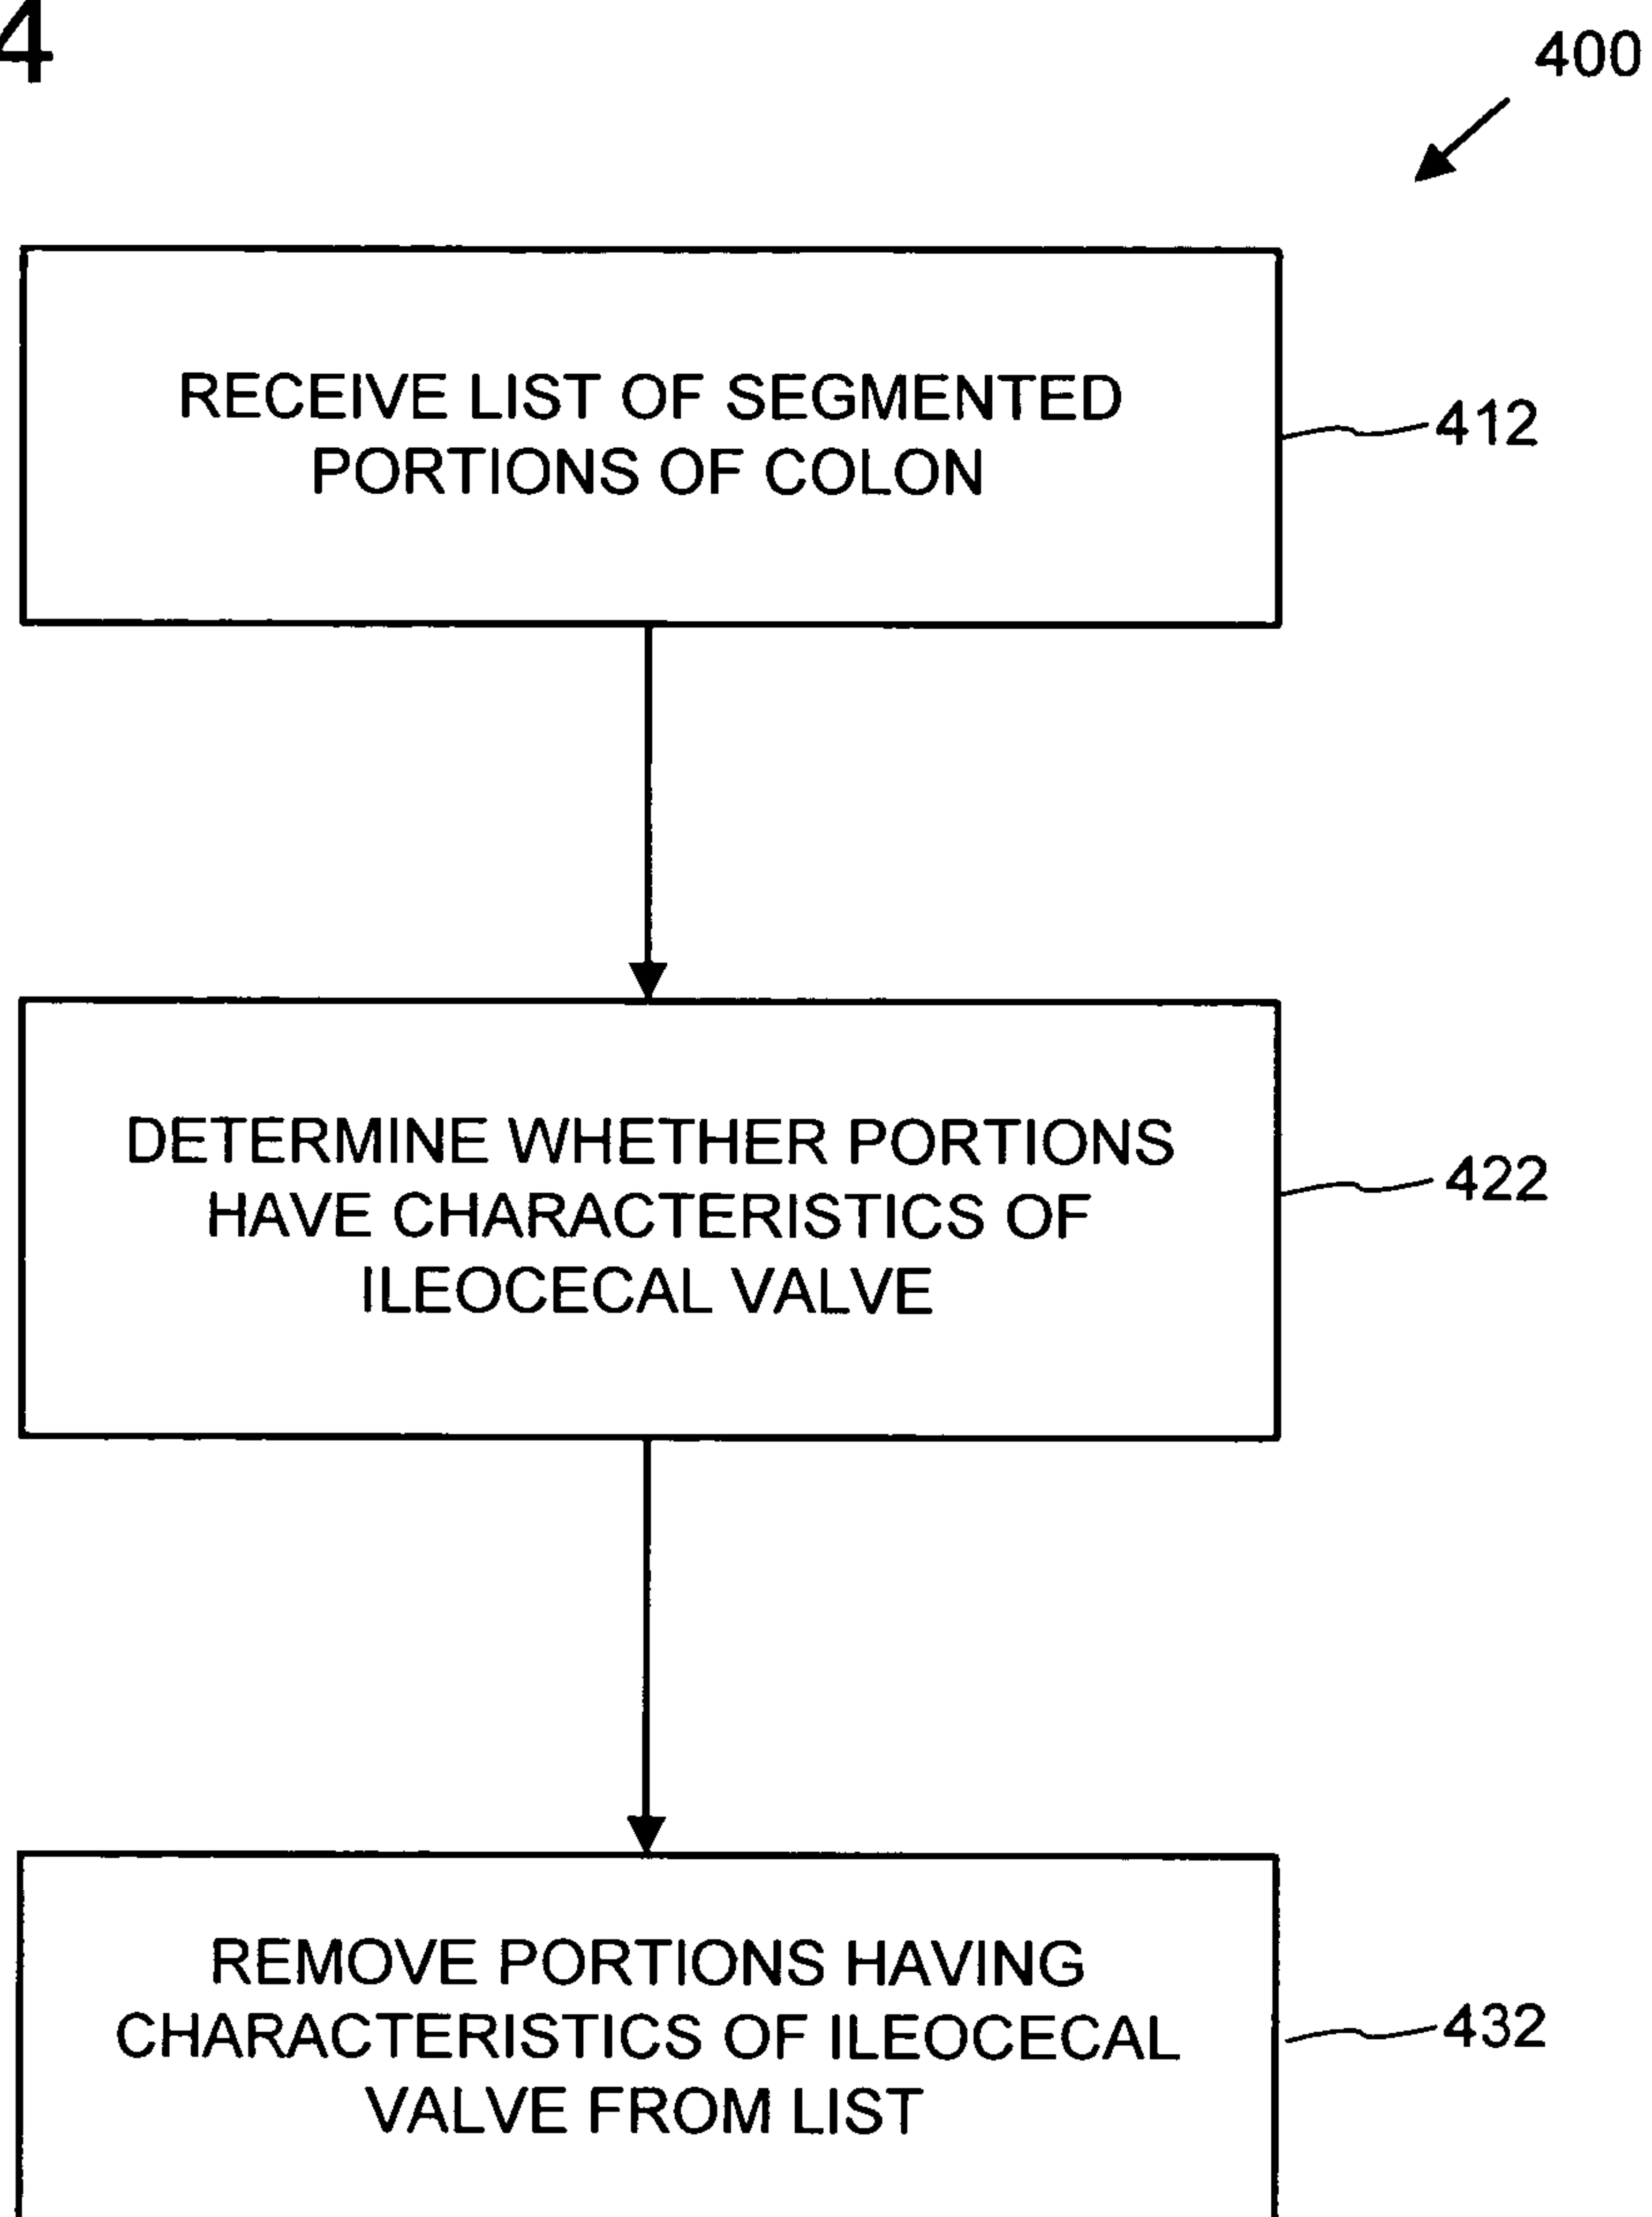 4
400
RECEIVE LIST OF SEGMENTED
PORTIONS OF COLON
412
DETERMINE WHETHER PORTIONS
HAVE CHARACTERISTICS OF
ILEOCECAL VALVE
422
REMOVE PORTIONS HAVING
CHARACTERISTICS OF ILEOCECAL
VALVE FROM LIST
432